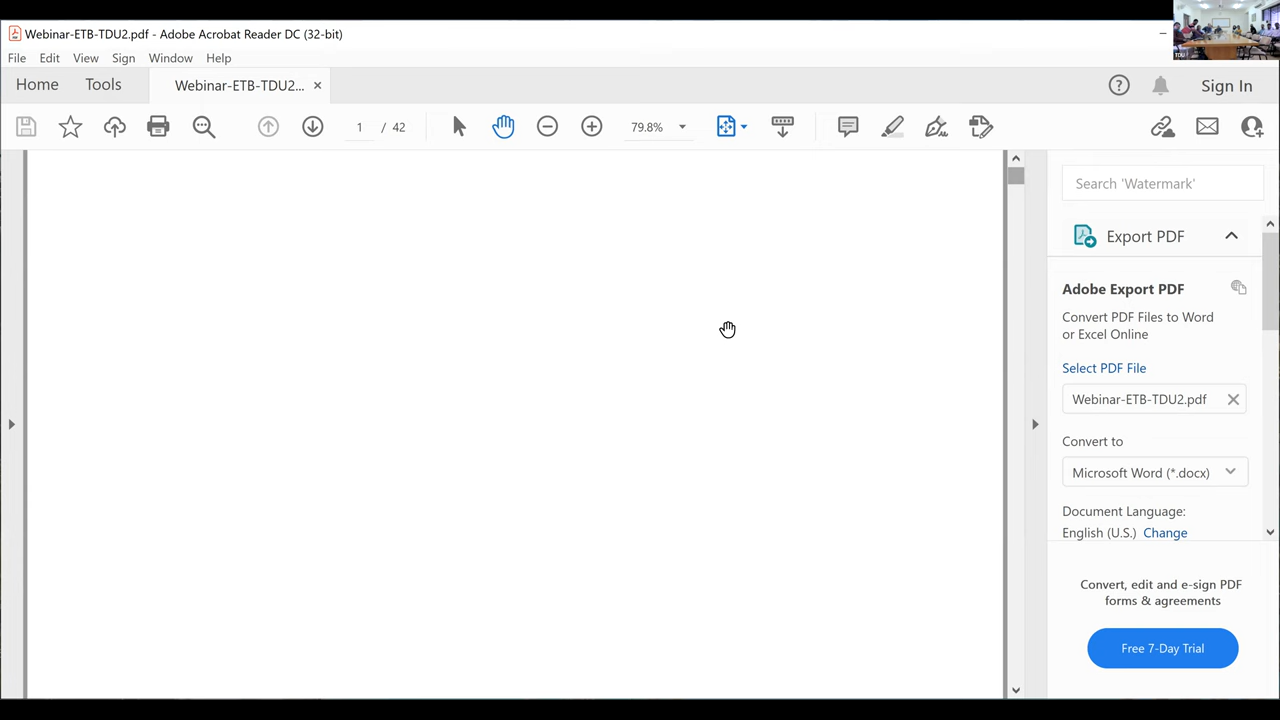 Webinar-ETB-TDU2.pdf - Adobe Acrobat Reader DC (32-bit)
File Edit View Sign Window Help
Home Tools Webinar-ETB-TDU2... Sign In
1 / 42 79.8%
Search 'Watermark'
Export PDF
Adobe Export PDF
Convert PDF Files to Word
or Excel Online
Select PDF File
Webinar-ETB-TDU2.pdf
Convert to
Microsoft Word (*.docx)
Document Language:
English (U.S.) Change
Convert, edit and e-sign PDF
forms & agreements
Free 7-Day Trial
TDU